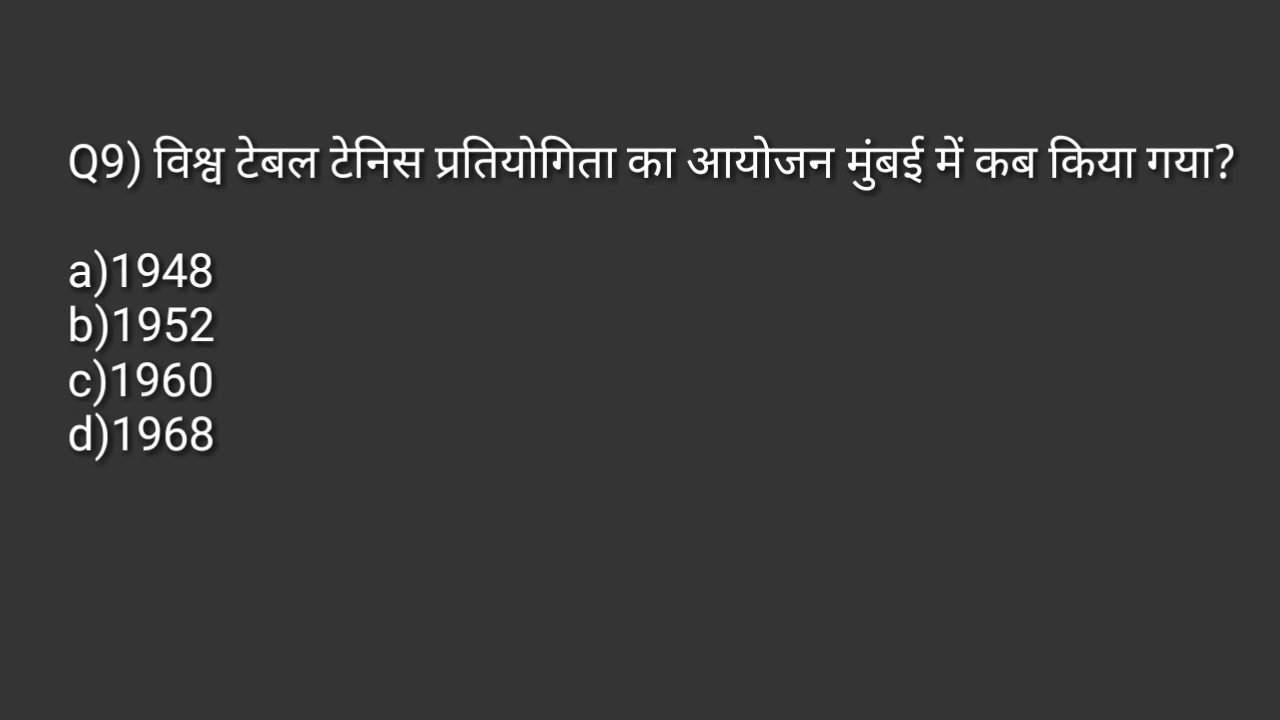 Q9) विश्व टेबल टेनिस प्रतियोगिता का आयोजन मुंबई में कब किया गया?
a)1948
b)1952
c)1960
d)1968